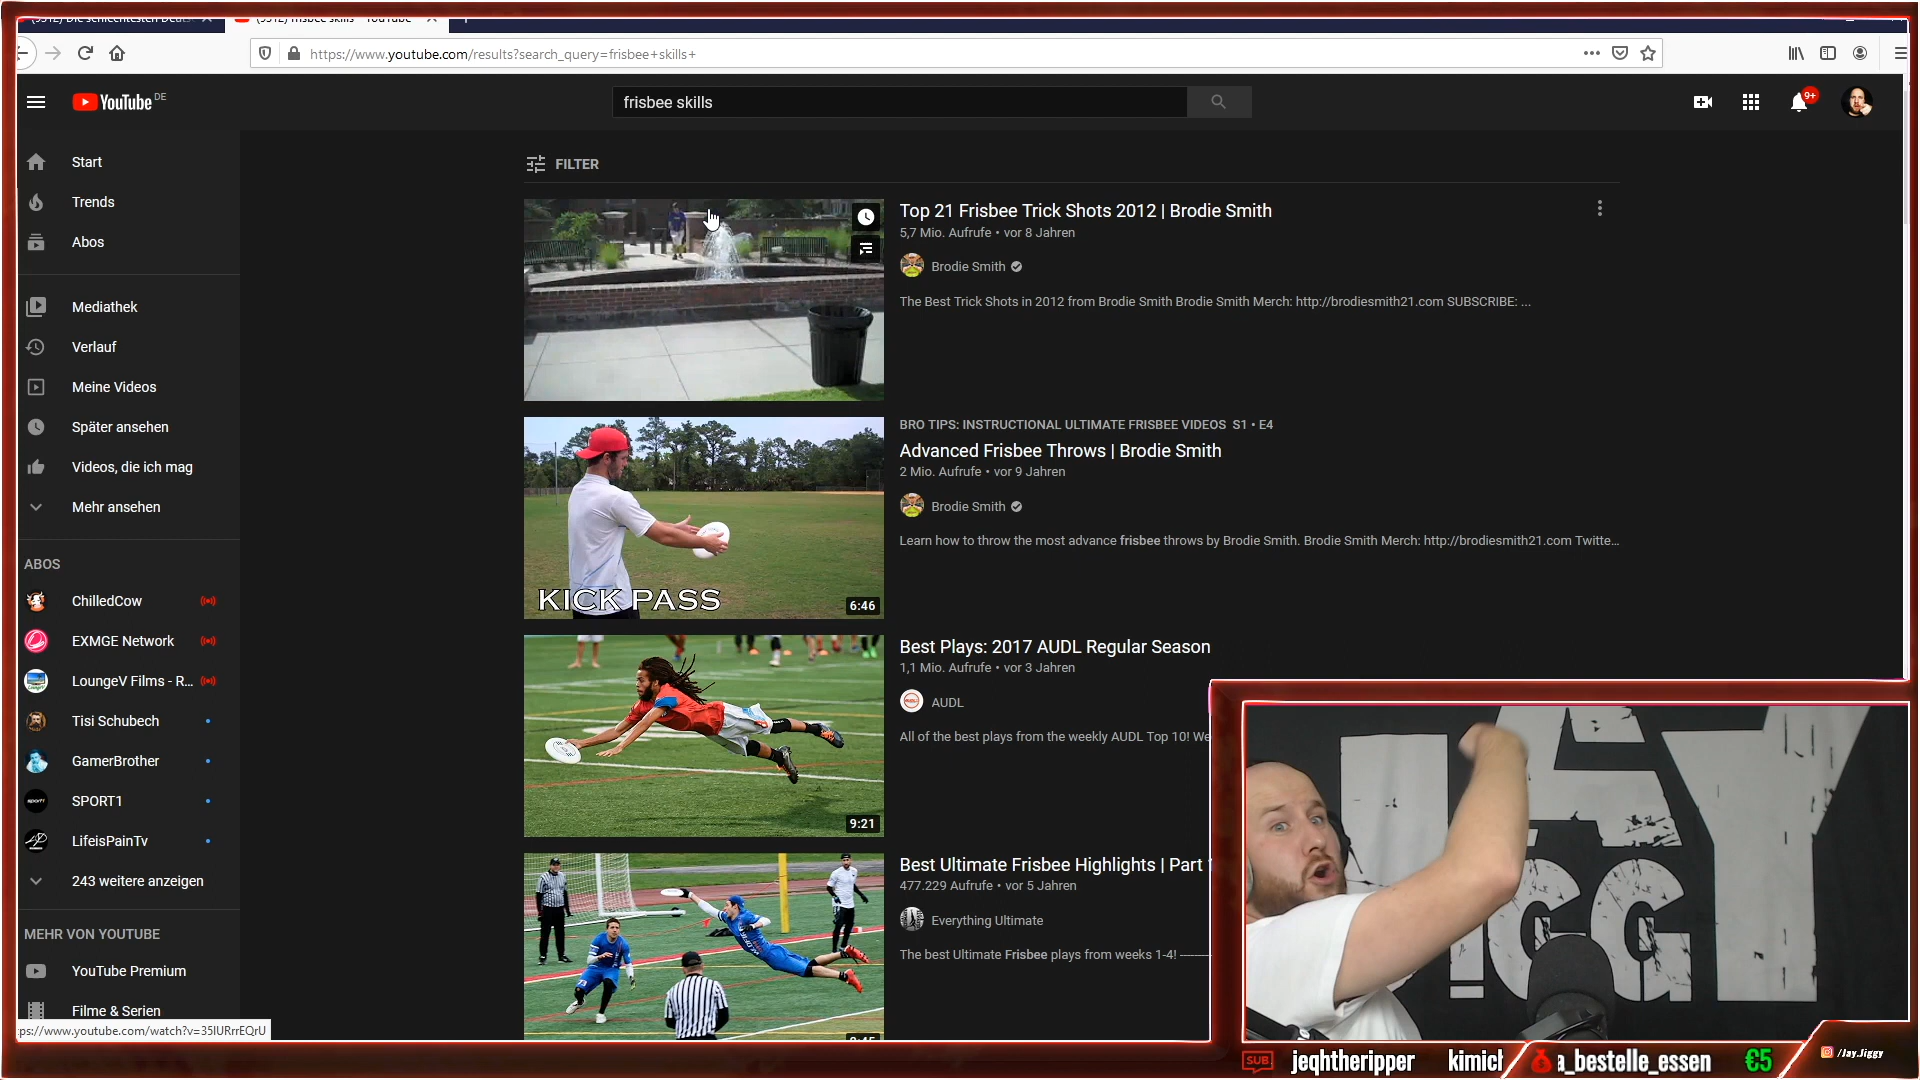 frisbee skills - YouTube
https://www.youtube.com/results?search_query=frisbee+skills+
YouTube DE
frisbee skills
9+
Start
Trends
Abos
Mediathek
Verlauf
Meine Videos
Später ansehen
Videos, die ich mag
Mehr ansehen
ABOS
ChilledCow
EXMGE Network
LoungeV Films - R...
Tisi Schubech
GamerBrother
SPORT1
LifeisPainTv
243 weitere anzeigen
MEHR VON YOUTUBE
YouTube Premium
Filme & Serien
ps://www.youtube.com/watch?v=35IURrrEQrU
FILTER
Top 21 Frisbee Trick Shots 2012 | Brodie Smith
5,7 Mio. Aufrufe • vor 8 Jahren
Brodie Smith
The Best Trick Shots in 2012 from Brodie Smith Brodie Smith Merch: http://brodiesmith21.com SUBSCRIBE: ...
KICK PASS
6:46
BRO TIPS: INSTRUCTIONAL ULTIMATE FRISBEE VIDEOS S1 • E4
Advanced Frisbee Throws | Brodie Smith
2 Mio. Aufrufe • vor 9 Jahren
Brodie Smith
Learn how to throw the most advance frisbee throws by Brodie Smith. Brodie Smith Merch: http://brodiesmith21.com Twitte...
9:21
Best Plays: 2017 AUDL Regular Season
1,1 Mio. Aufrufe • vor 3 Jahren
AUDL
All of the best plays from the weekly AUDL Top 10! We
Best Ultimate Frisbee Highlights | Part
477.229 Aufrufe • vor 5 Jahren
Everything Ultimate
The best Ultimate Frisbee plays from weeks 1-4! ---------
SUB jeqhtheripper kimich a_bestelle_essen €5
/Jay.Jiggy